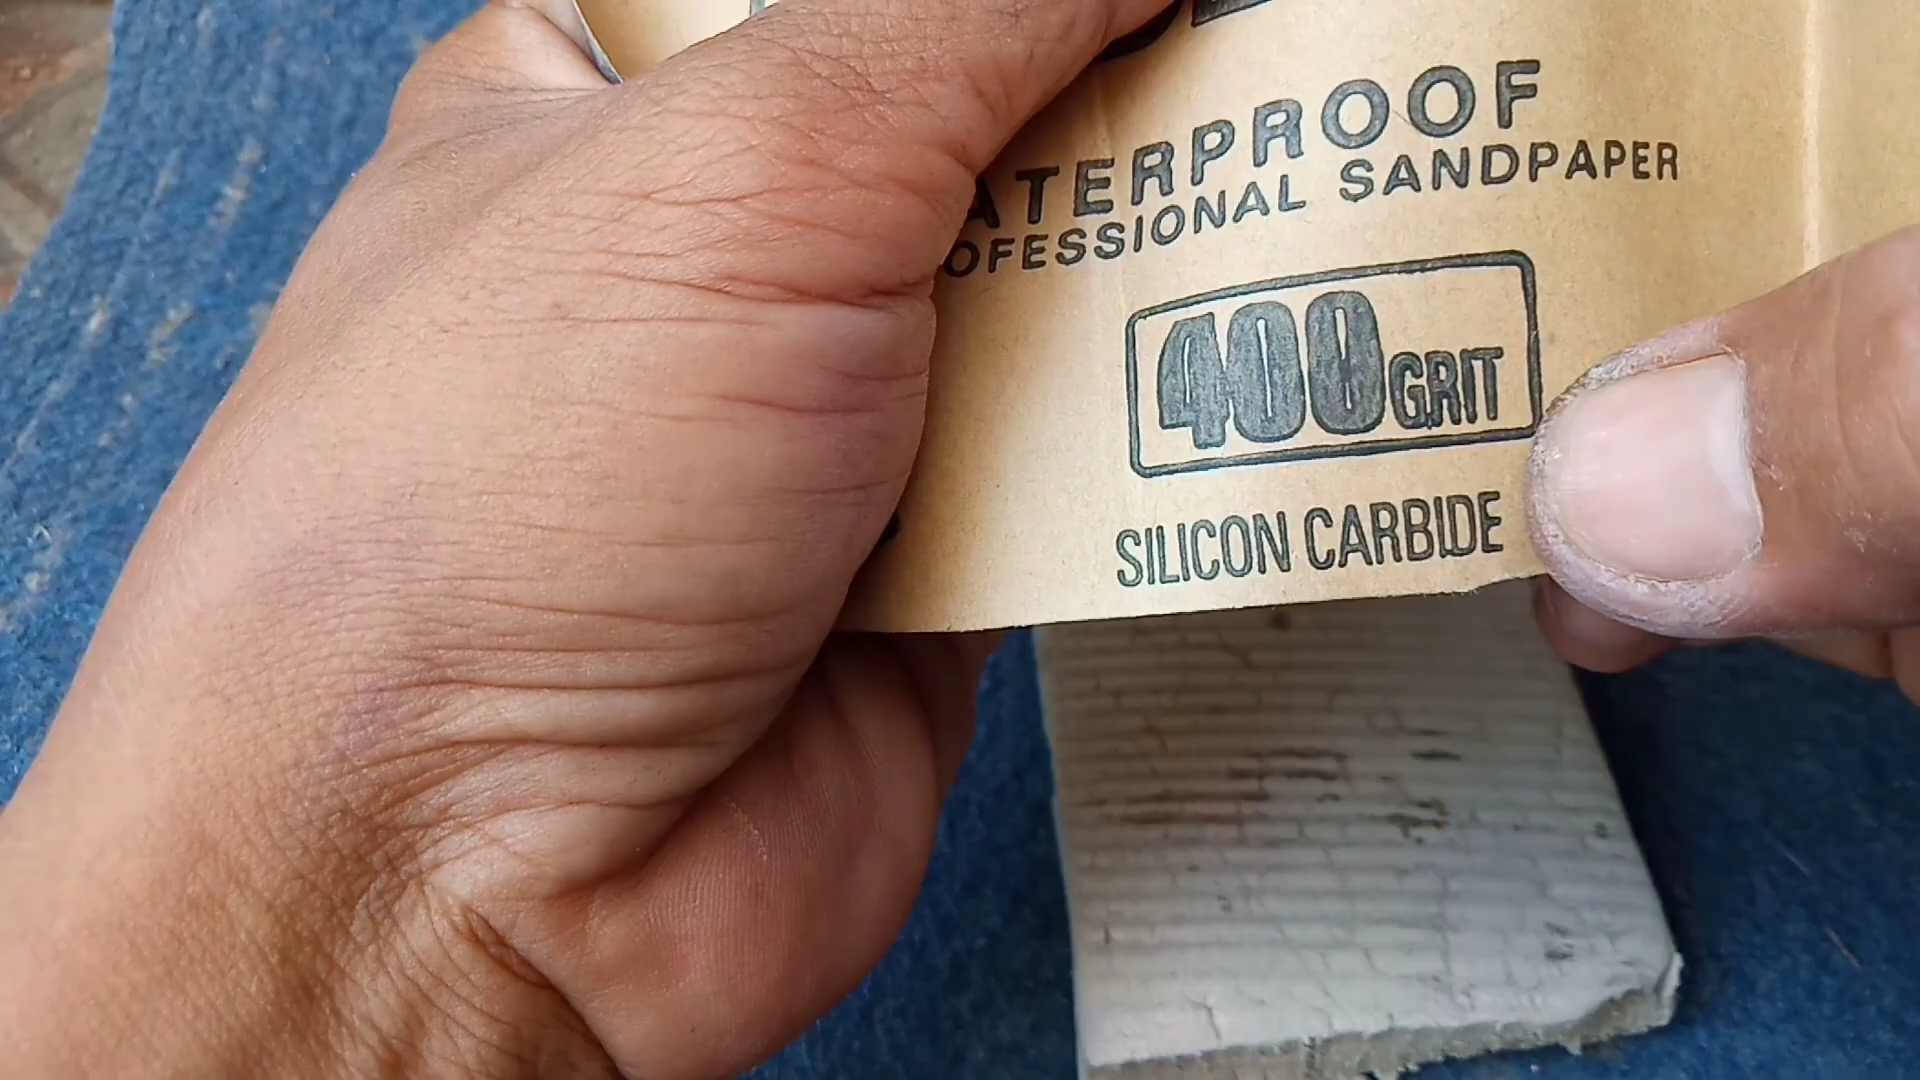 ATERPROOF
OFESSIONAL SANDPAPER
400 GRIT
SILICON CARBIDE